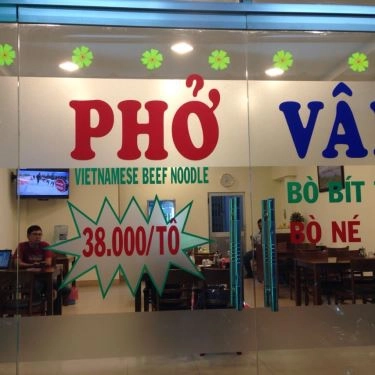 PHỞ VÂ
VIETNAMESE BEEF NOODLE
BÒ BÍT
38.000/TÔ
BÒ NÉ